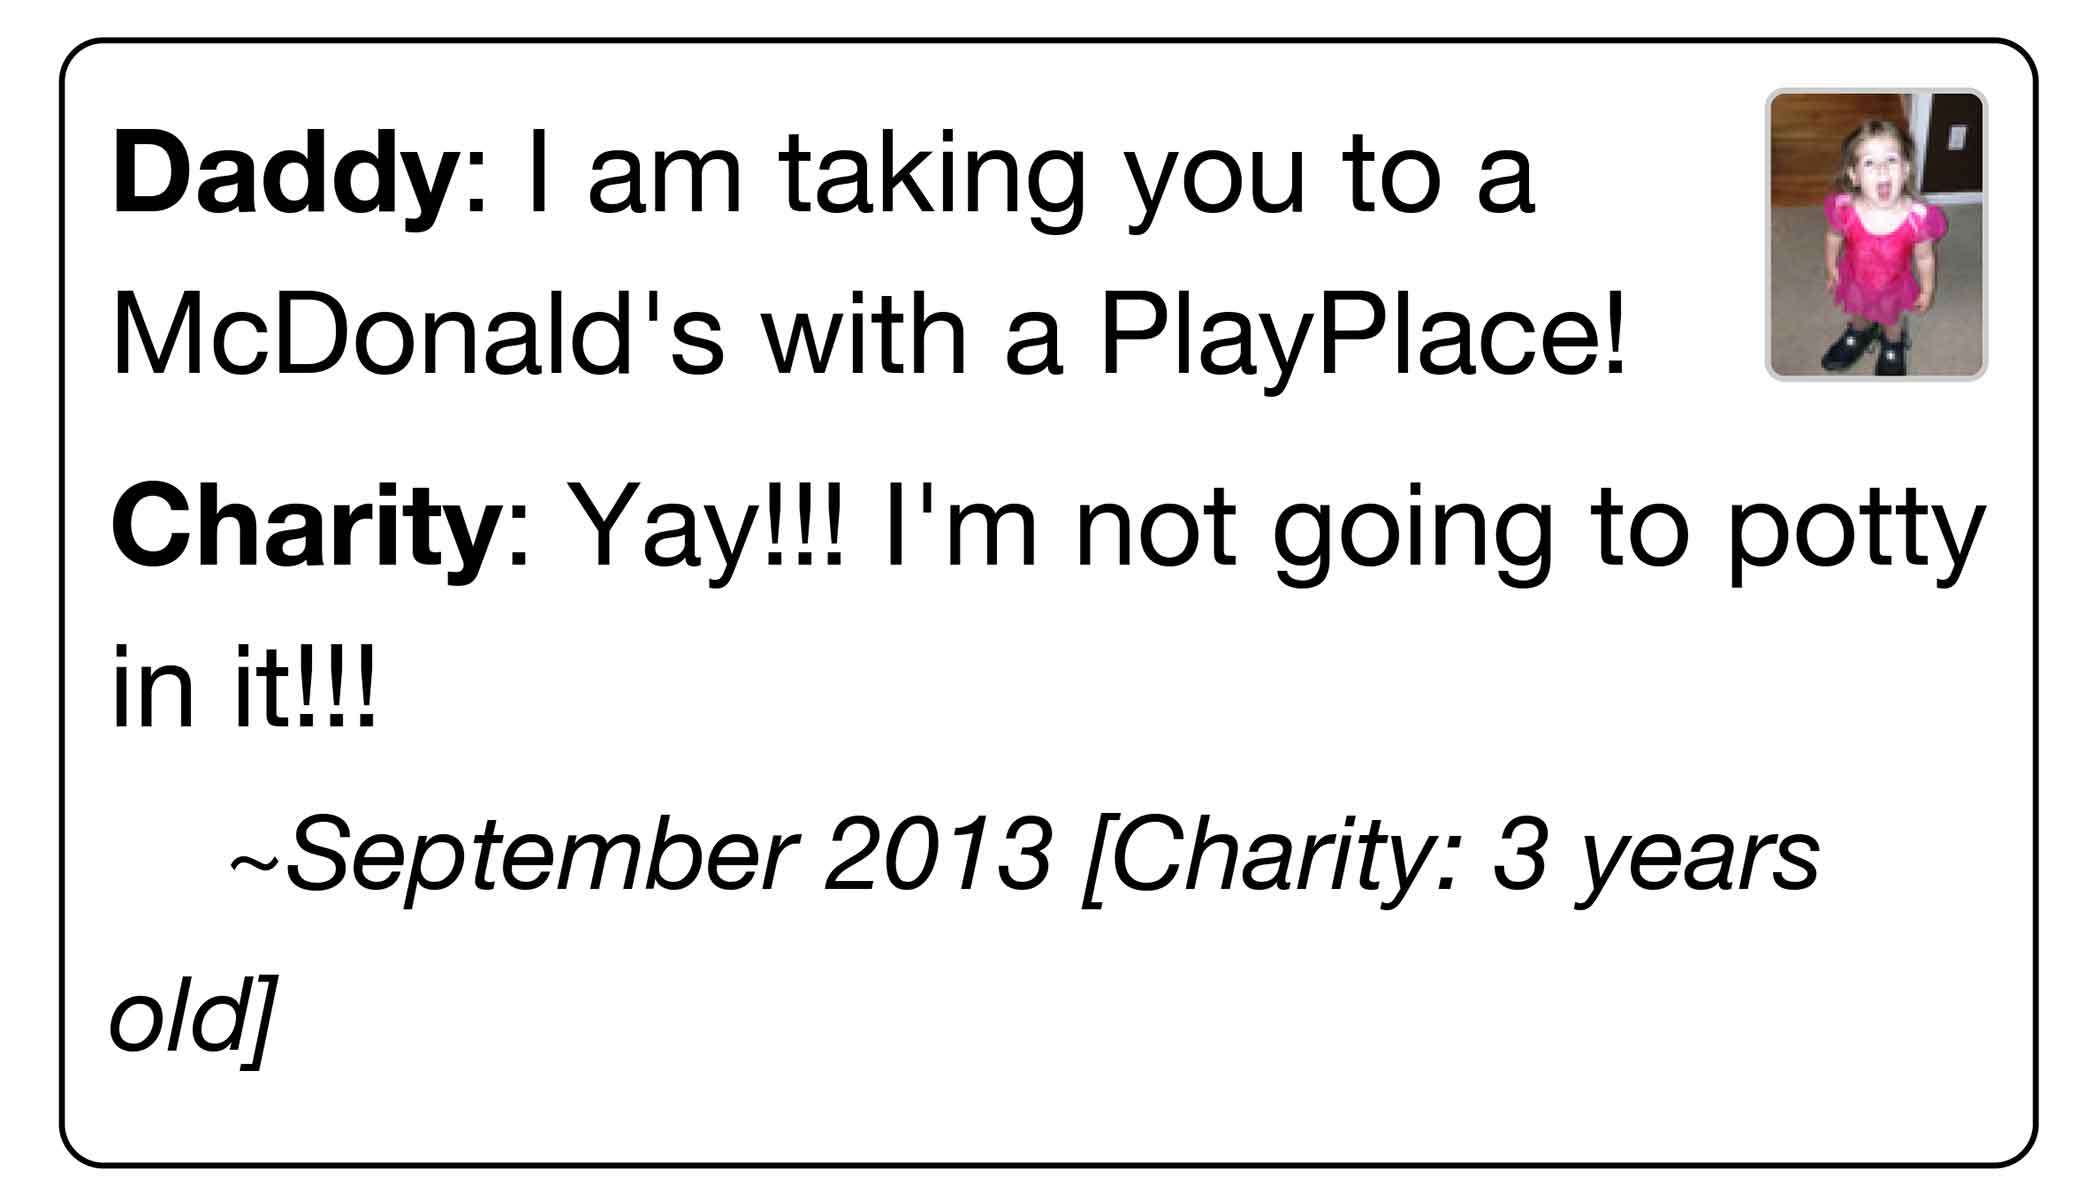 Daddy: I am taking you to a
McDonald's with a PlayPlace!
Charity: Yay!!! I'm not going to potty
in it!!!
~September 2013 [Charity: 3 years
old]